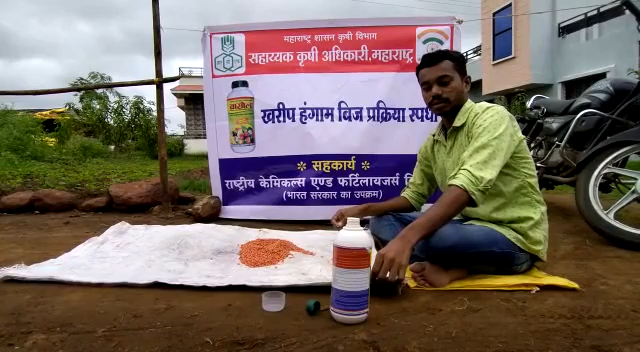 महाराष्ट्र शासन कृषी विभाग
सहाय्यक कृषी अधिकारी, महाराष्ट्र
खरीप हंगाम बिज प्रक्रिया स्पर्धा
※ सहकार्य ※
राष्ट्रीय केमिकल्स एण्ड फर्टिलायजर्स
(भारत सरकार का उपक्रम)